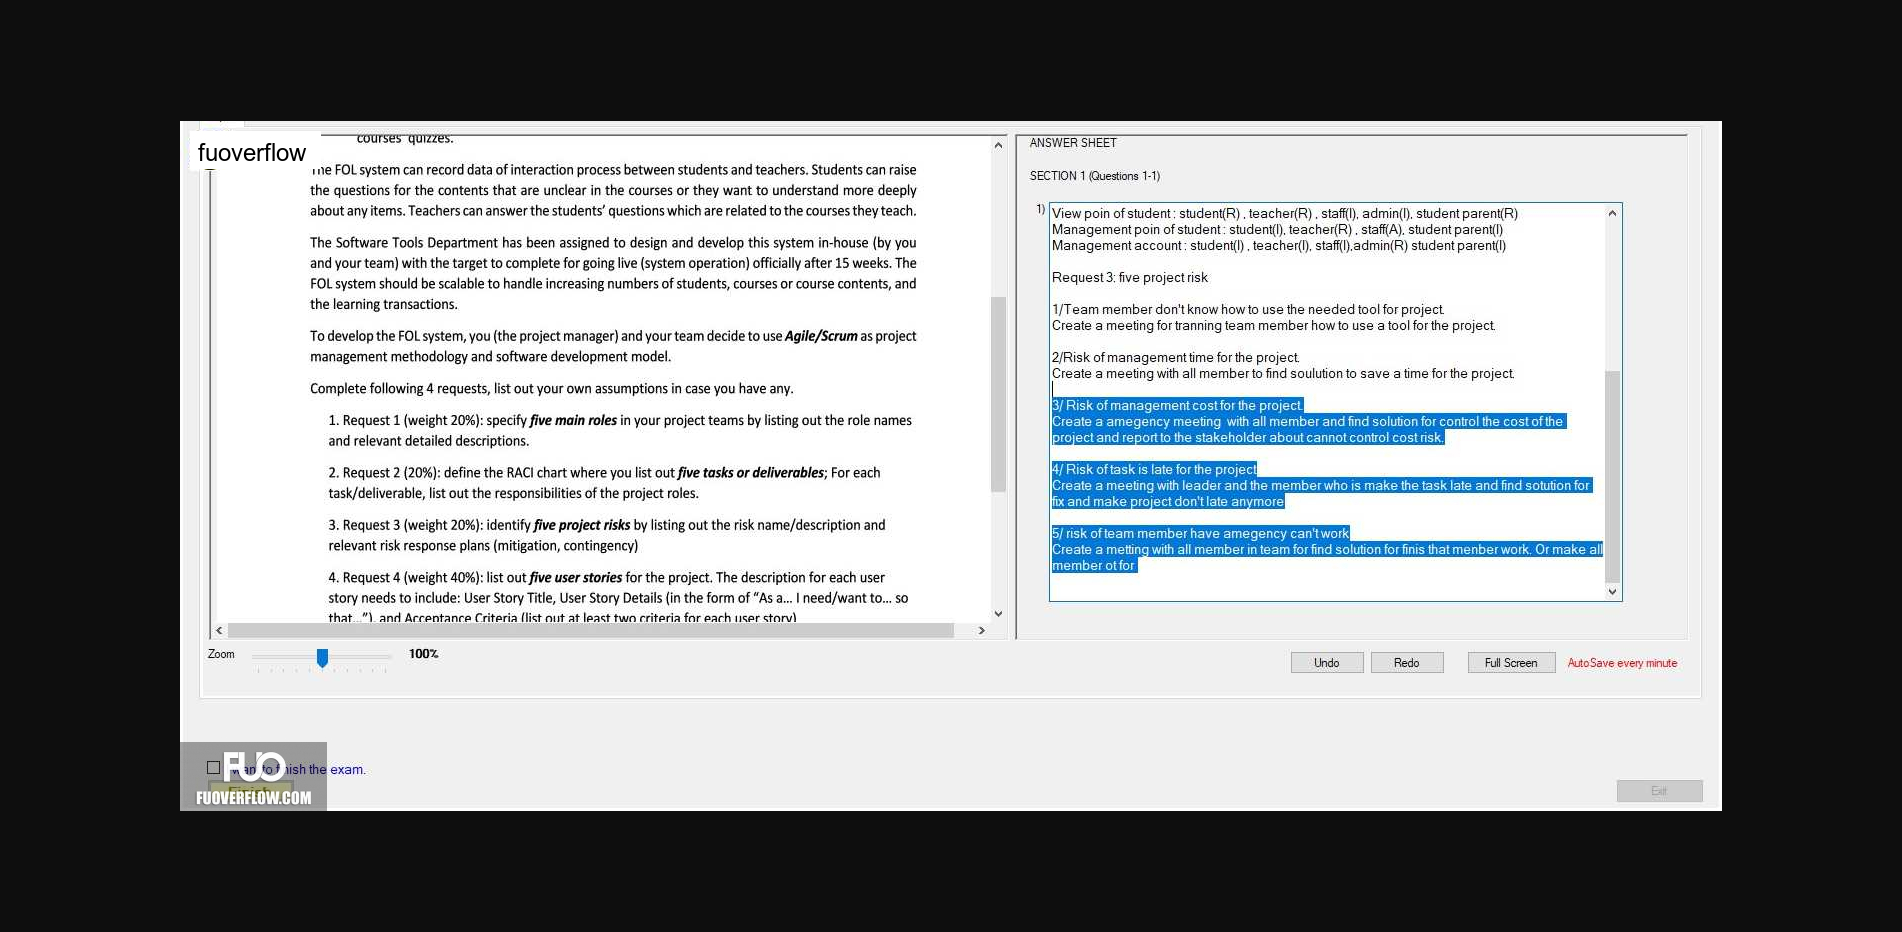 courses quizzes.
fuoverflow
The FOL system can record data of interaction process between students and teachers. Students can raise
the questions for the contents that are unclear in the courses or they want to understand more deeply
about any items. Teachers can answer the students' questions which are related to the courses they teach.
The Software Tools Department has been assigned to design and develop this system in-house (by you
and your team) with the target to complete for going live (system operation) officially after 15 weeks. The
FOL system should be scalable to handle increasing numbers of students, courses or course contents, and
the learning transactions.
To develop the FOL system, you (the project manager) and your team decide to use Agile/Scrum as project
management methodology and software development model.
Complete following 4 requests, list out your own assumptions in case you have any.
1. Request 1 (weight 20%): specify five main roles in your project teams by listing out the role names
and relevant detailed descriptions.
2. Request 2 (20%): define the RACI chart where you list out five tasks or deliverables; For each
task/deliverable, list out the responsibilities of the project roles.
3. Request 3 (weight 20%): identify five project risks by listing out the risk name/description and
relevant risk response plans (mitigation, contingency)
4. Request 4 (weight 40%): list out five user stories for the project. The description for each user
story needs to include: User Story Title, User Story Details (in the form of "As a... I need/want to... so
that..."), and Acceptance Criteria (list out at least two criteria for each user story)
Zoom
100%
ANSWER SHEET
SECTION 1 (Questions 1-1)
1)
View poin of student : student(R) , teacher(R) , staff(I), admin(I), student parent(R)
Management poin of student : student(I), teacher(R) , staff(A), student parent(I)
Management account : student(I) , teacher(I), staff(I),admin(R) student parent(I)
Request 3: five project risk
1/Team member don't know how to use the needed tool for project.
Create a meeting for tranning team member how to use a tool for the project.
2/Risk of management time for the project.
Create a meeting with all member to find soulution to save a time for the project.
3/ Risk of management cost for the project.
Create a amegency meeting with all member and find solution for control the cost of the
project and report to the stakeholder about cannot control cost risk.
4/ Risk of task is late for the project
Create a meeting with leader and the member who is make the task late and find sotution for
fix and make project don't late anymore
5/ risk of team member have amegency can't work
Create a metting with all member in team for find solution for finis that menber work. Or make all
member ot for
Undo
Redo
Full Screen
AutoSave every minute
I want to finish the exam.
Finish
FUO
FUOVERFLOW.COM
Exit